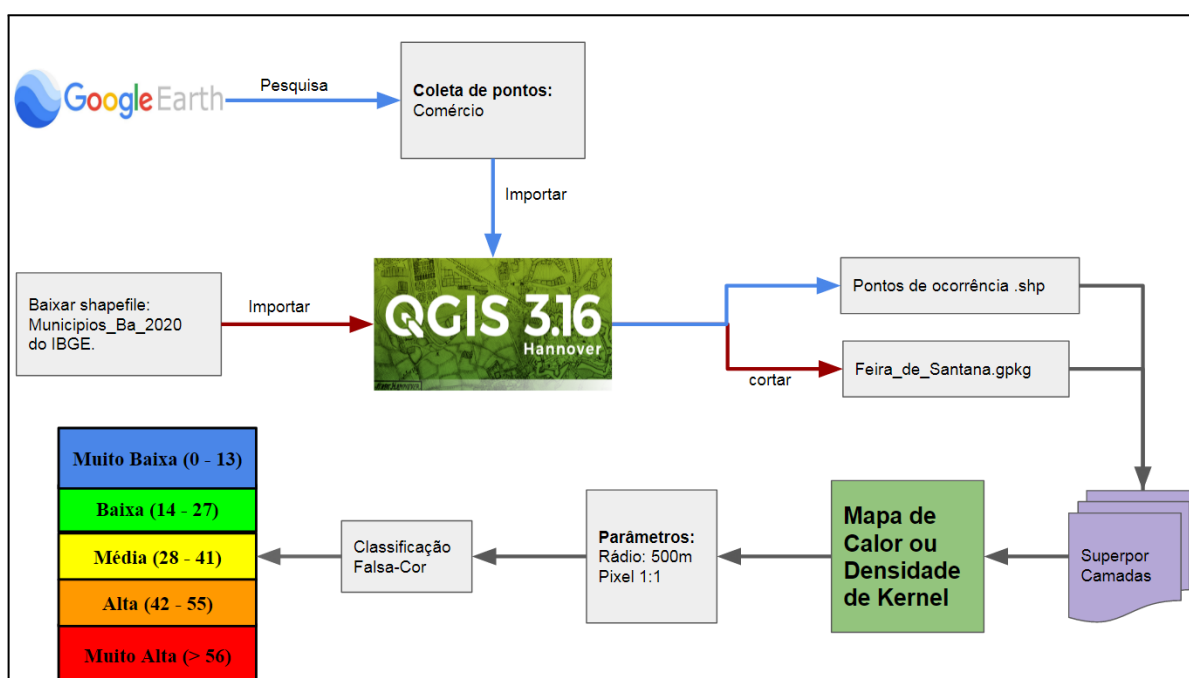 Google Earth
Pesquisa
Coleta de pontos:
Comércio
Importar
Baixar shapefile:
Municipios_Ba_2020
do IBGE.
Importar
QGIS 3.16
Hannover
Pontos de ocorrência .shp
cortar
Feira_de_Santana.gpkg
Superpor
Camadas
Mapa de
Calor ou
Densidade
de Kernel
Parâmetros:
Rádio: 500m
Pixel 1:1
Classificação
Falsa-Cor
Muito Baixa (0 - 13)
Baixa (14 - 27)
Média (28 - 41)
Alta (42 - 55)
Muito Alta (> 56)